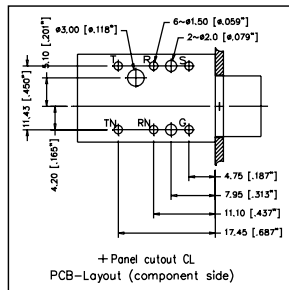 6~ø1.50 [ø.059"]
ø3.00 [ø.118"]
2~ø2.0 [ø.079"]
T R S
5.10 [.201"]
11.43 [.450"]
4.20 [.165"]
TN RN G
4.75 [.187"]
7.95 [.313"]
11.10 [.437"]
17.45 [.687"]
+ Panel cutout CL
PCB-Layout (component side)